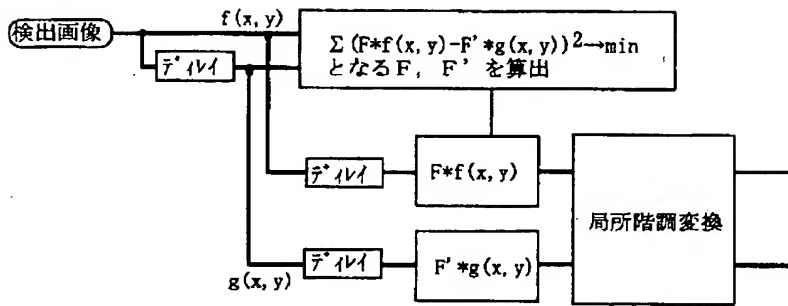 f(x, y)
検出画像
Σ(F*f(x, y)-F'*g(x, y))²→min
となるF, F'を算出
ディレイ
ディレイ
F*f(x, y)
局所階調変換
ディレイ
F'*g(x, y)
g(x, y)